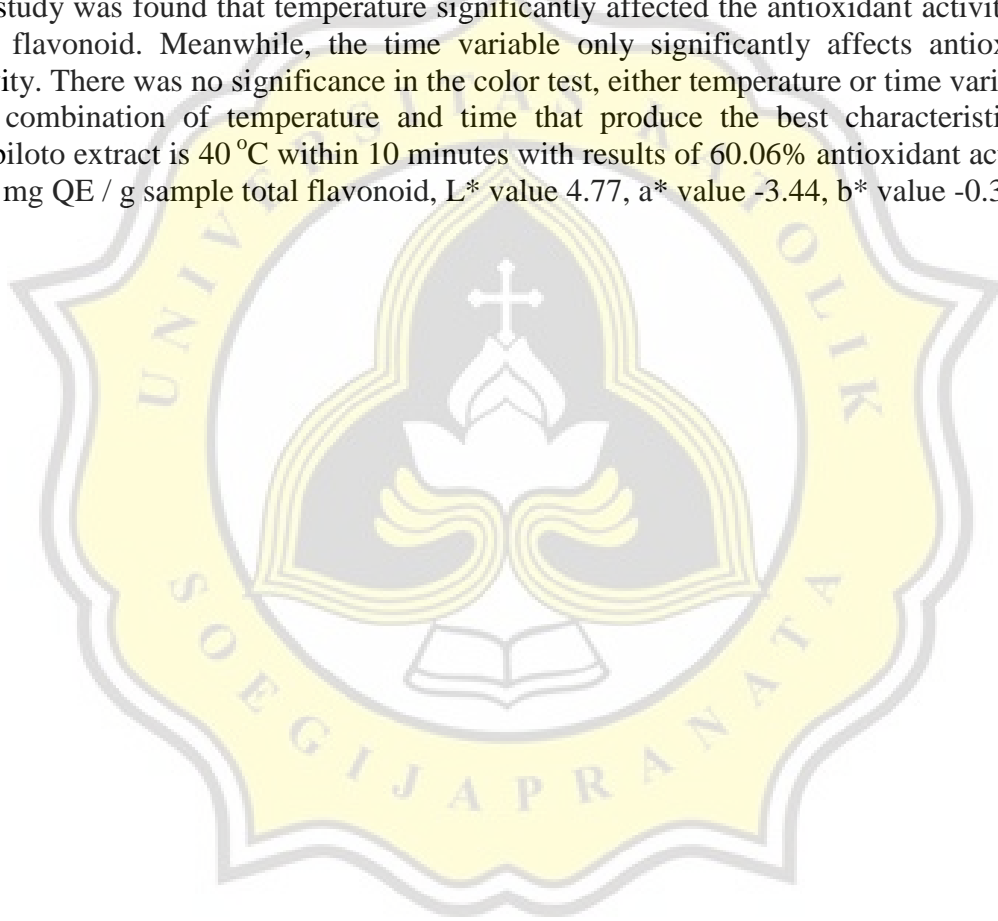 study was found that temperature significantly affected the antioxidant activit
flavonoid. Meanwhile, the time variable only significantly affects antiox
ity. There was no significance in the color test, either temperature or time vari
combination of temperature and time that produce the best characteristi
piloto extract is 40 °C within 10 minutes with results of 60.06% antioxidant ac
mg QE / g sample total flavonoid, L* value 4.77, a* value -3.44, b* value -0.3
UNIVERSITAS KATOLIK
SOEGIJAPRANATA